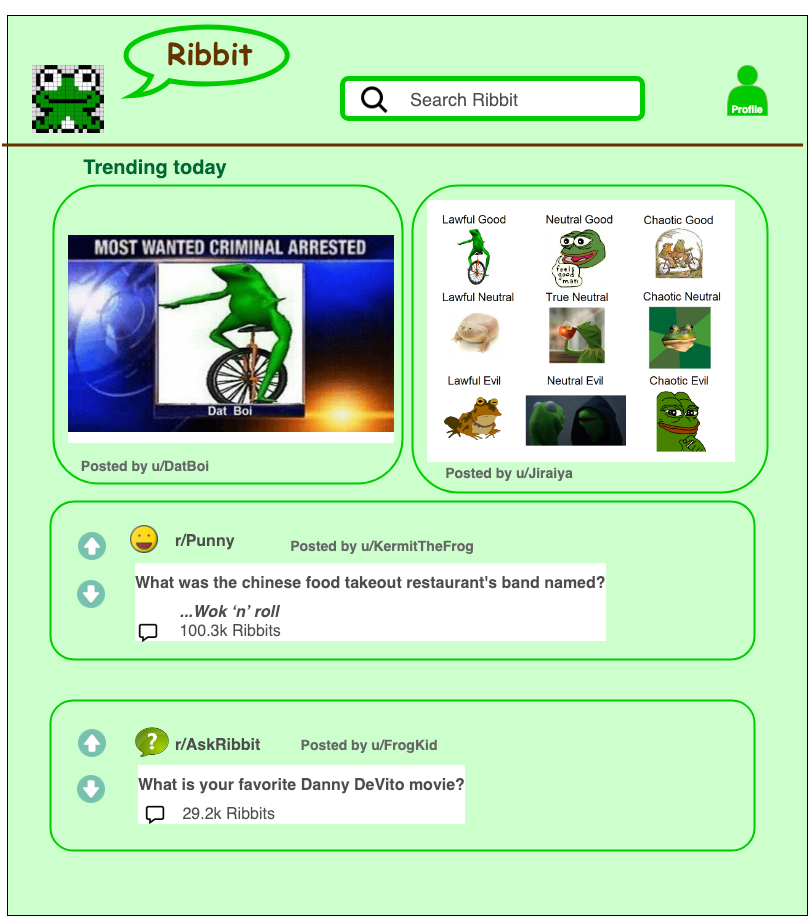 Ribbit
Search Ribbit
Profile
Trending today
MOST WANTED CRIMINAL ARRESTED
Dat Boi
Posted by u/DatBoi
Lawful Good Neutral Good Chaotic Good
feels
good
man
Lawful Neutral True Neutral Chaotic Neutral
Lawful Evil Neutral Evil Chaotic Evil
Posted by u/Jiraiya
r/Punny Posted by u/KermitTheFrog
What was the chinese food takeout restaurant's band named?
...Wok ‘n’ roll
100.3k Ribbits
? r/AskRibbit Posted by u/FrogKid
What is your favorite Danny DeVito movie?
29.2k Ribbits